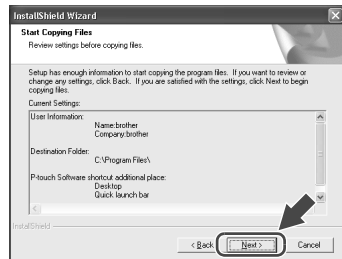 InstallShield Wizard
Start Copying Files
Review settings before copying files.
Setup has enough information to start copying the program files. If you want to review or
change any settings, click Back. If you are satisfied with the settings, click Next to begin
copying files.
Current Settings:
User Information:
Name:brother
Company:brother
Destination Folder:
C:\Program Files\
P-touch Software shortcut additional place:
Desktop
Quick launch bar
InstallShield
< Back Next > Cancel